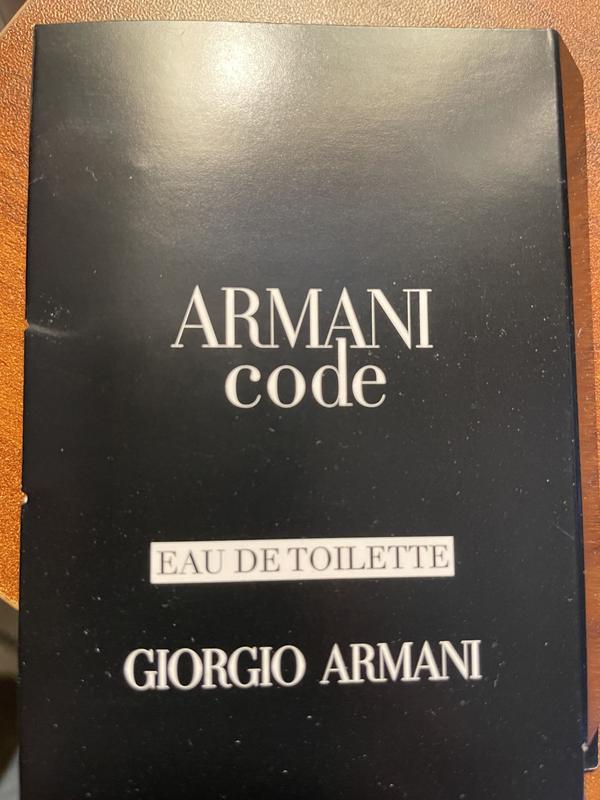 ARMANI
code
EAU DE TOILETTE
GIORGIO ARMANI